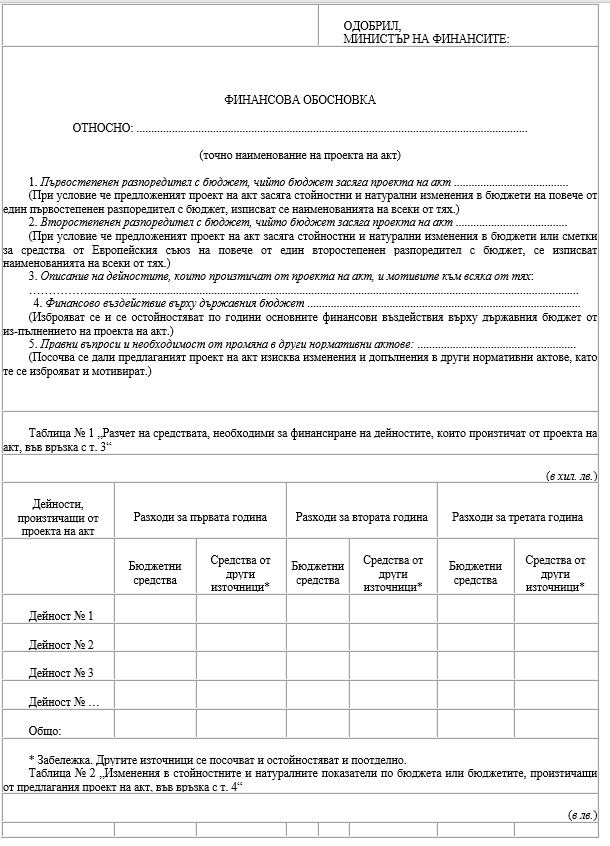 ОДОБРИЛ,
МИНИСТЪР НА ФИНАНСИТЕ:
ФИНАНСОВА ОБОСНОВКА
ОТНОСНО: ....................................................................................................................................
(точно наименование на проекта на акт)
1. Първостепенен разпоредител с бюджет, чийто бюджет засяга проекта на акт ......................................
(При условие че предложеният проект на акт засяга стойностни и натурални изменения в бюджети на повече от
един първостепенен разпоредител с бюджет, изписват се наименованията на всеки от тях.)
2. Второстепенен разпоредител с бюджет, чийто бюджет засяга проекта на акт .....................................
(При условие че предложеният проект на акт засяга стойностни и натурални изменения в бюджети или сметки
за средства от Европейския съюз на повече от един второстепенен разпоредител с бюджет, се изписват
наименованията на всеки от тях.)
3. Описание на дейностите, които произтичат от проекта на акт, и мотивите към всяка от тях:
..........................................................................................................................................................
4. Финансово въздействие върху държавния бюджет ............................................................................................
(Изброяват се и се остойностяват по години основните финансови въздействия върху държавния бюджет от
из-пълнението на проекта на акт.)
5. Правни въпроси и необходимост от промяна в други нормативни актове: .....................................................
(Посочва се дали предлаганият проект на акт изисква изменения и допълнения в други нормативни актове, като
те се изброяват и мотивират.)
Таблица № 1 „Разчет на средствата, необходими за финансиране на дейностите, които произтичат от проекта на
акт, във връзка с т. 3“
(в хил. лв.)
Дейности,
произтичащи от
проекта на акт
Разходи за първата година
Разходи за втората година
Разходи за третата година
Бюджетни
средства
Средства от
други
източници*
Бюджетни
средства
Средства от
други
източници*
Бюджетни
средства
Средства от
други
източници*
Дейност № 1
Дейност № 2
Дейност № 3
Дейност № …
Общо:
* Забележка. Другите източници се посочват и остойностяват и поотделно.
Таблица № 2 „Изменения в стойностните и натуралните показатели по бюджета или бюджетите, произтичащи
от предлагания проект на акт, във връзка с т. 4“
(в лв.)